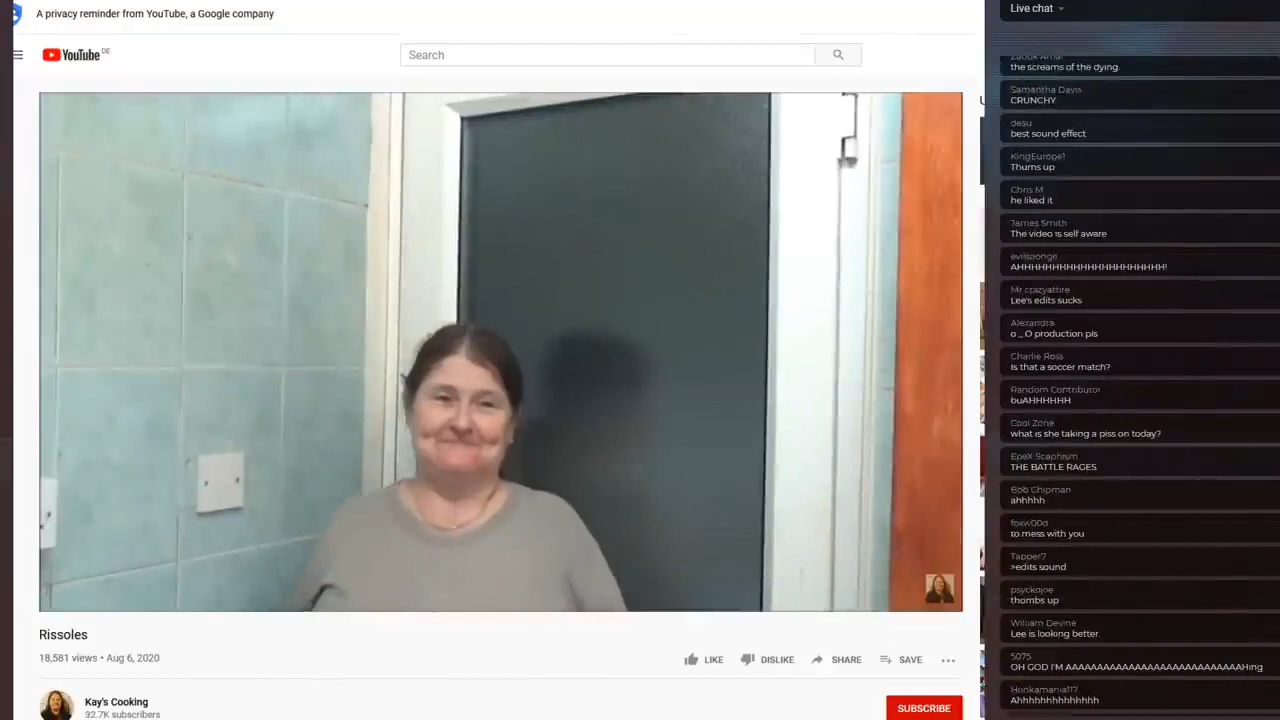 A privacy reminder from YouTube, a Google company
YouTube DE
Search
Rissoles
18,581 views • Aug 6, 2020
LIKE
DISLIKE
SHARE
SAVE
Kay's Cooking
32.7K subscribers
SUBSCRIBE
Live chat
the screams of the dying.
Samantha Davis
CRUNCHY
desu
best sound effect
KingEurope1
Thums up
Chris M
he liked it
James Smith
The video is self aware
evilsponge
AHHHHHHHHHHHHHHHHHHHHHH!
Mr crazyattire
Lee's edits sucks
Alexandra
o_O production pls
Charlie Ross
Is that a soccer match?
Random Contributor
buAHHHHHH
Cool Zone
what is she taking a piss on today?
EpeX Scaphism
THE BATTLE RAGES
Bob Chipman
ahhhhh
foxw00d
to mess with you
Tapper7
>edits sound
psyckojoe
thombs up
William Devine
Lee is looking better.
5075
OH GOD I'M AAAAAAAAAAAAAAAAAAAAAAAAAAAAHing
Hookamania117
Ahhhhhhhhhhhhhh